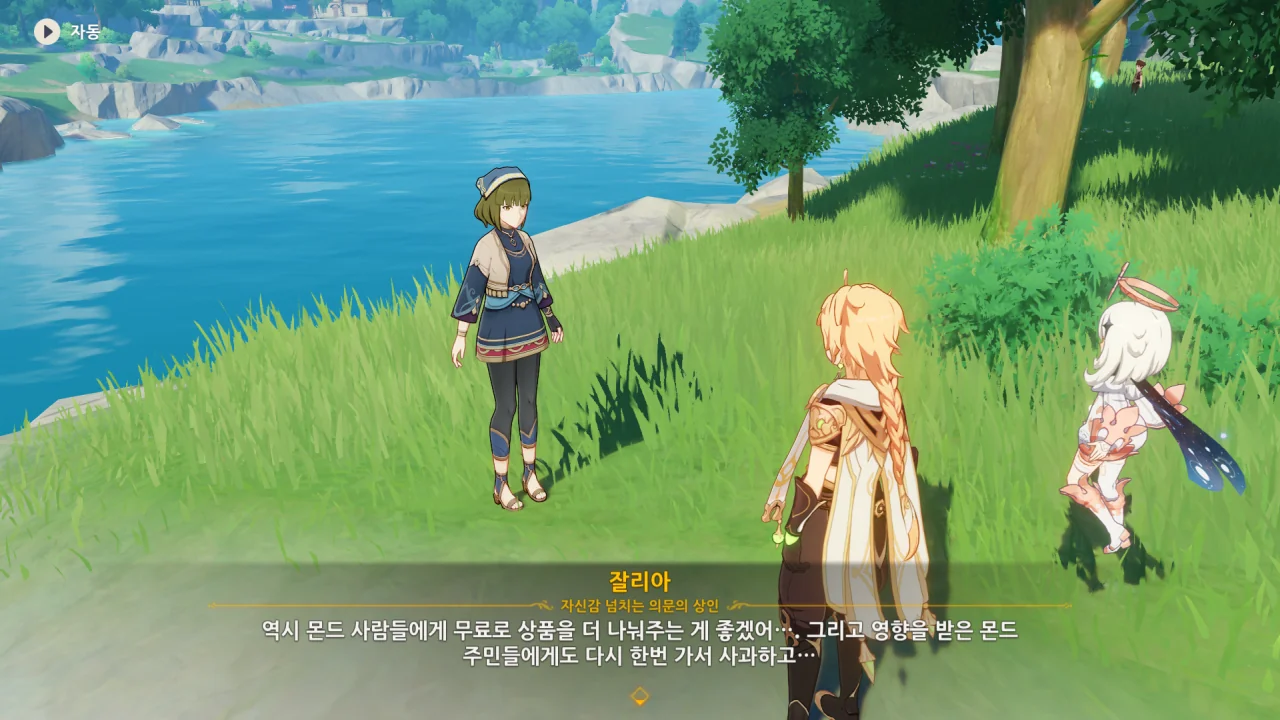 자동
잘리아
자신감 넘치는 의문의 상인
역시 몬드 사람들에게 무료로 상품을 더 나눠주는 게 좋겠어…. 그리고 영향을 받은 몬드
주민들에게도 다시 한번 가서 사과하고…